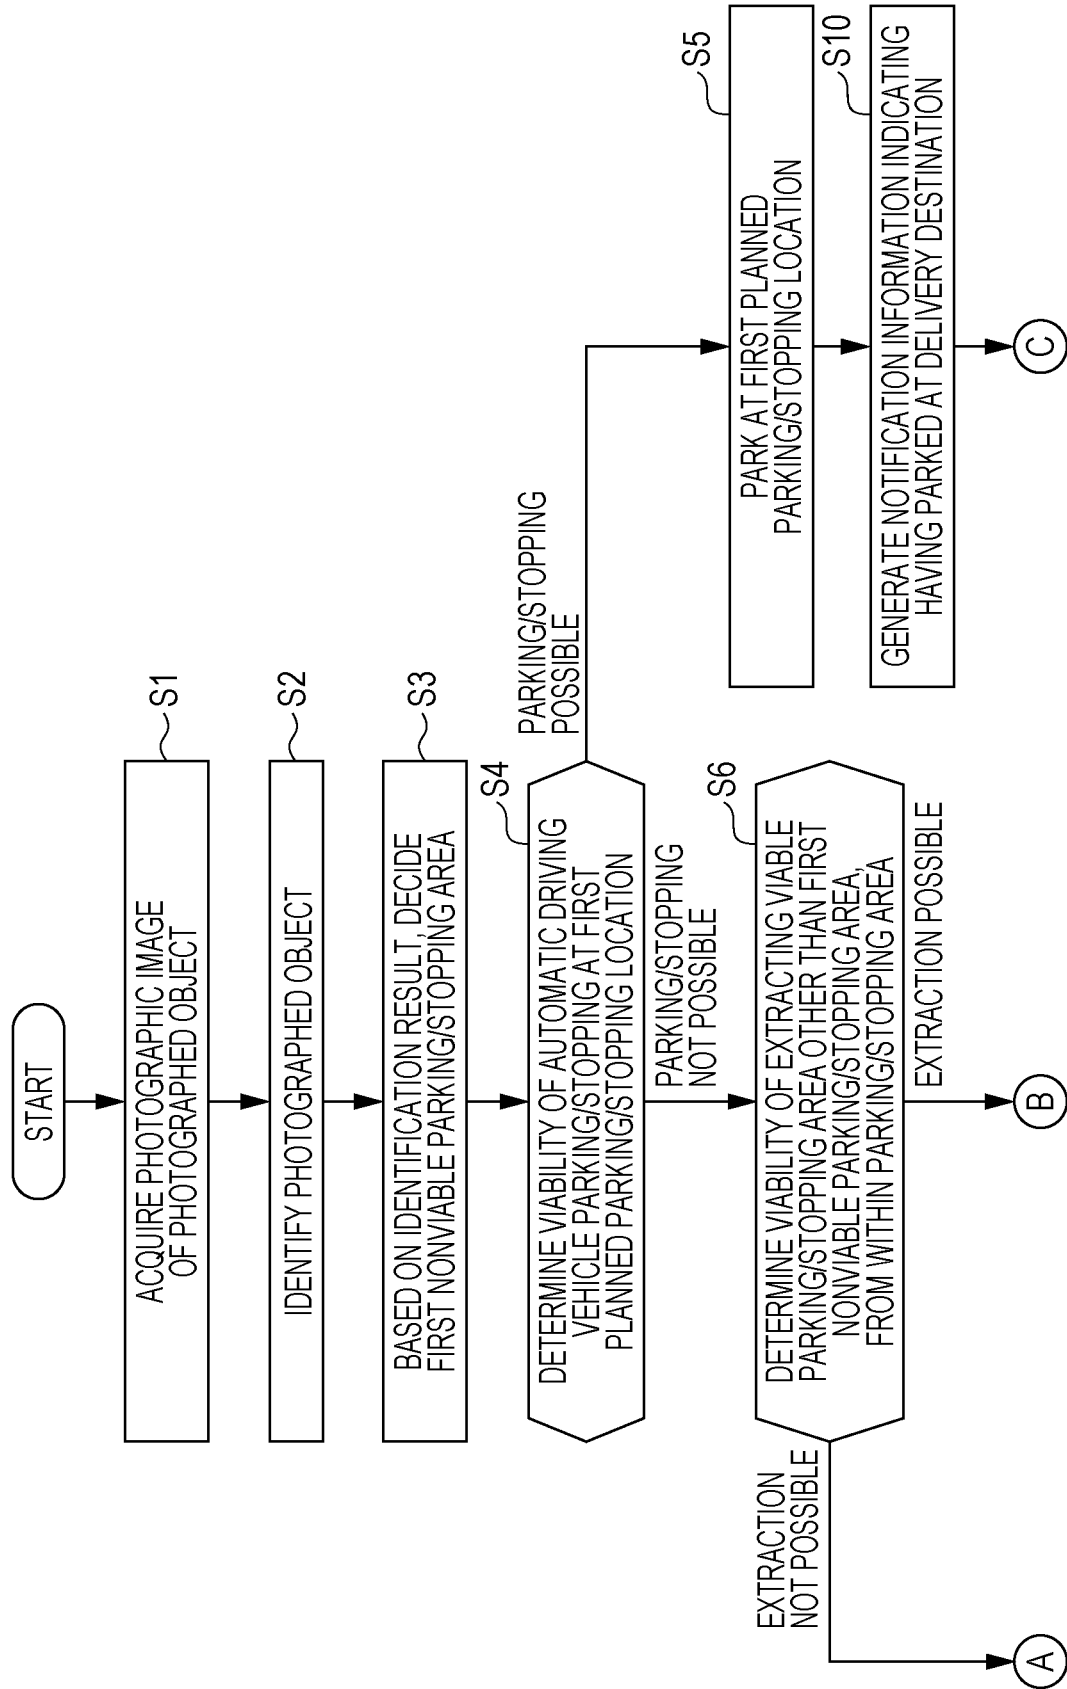 START
S1
ACQUIRE PHOTOGRAPHIC IMAGE
OF PHOTOGRAPHED OBJECT
S2
IDENTIFY PHOTOGRAPHED OBJECT
S3
BASED ON IDENTIFICATION RESULT, DECIDE
FIRST NONVIABLE PARKING/STOPPING AREA
S4
DETERMINE VIABILITY OF AUTOMATIC DRIVING
VEHICLE PARKING/STOPPING AT FIRST
PLANNED PARKING/STOPPING LOCATION
PARKING/STOPPING
POSSIBLE
PARKING/STOPPING
NOT POSSIBLE
S5
PARK AT FIRST PLANNED
PARKING/STOPPING LOCATION
S6
DETERMINE VIABILITY OF EXTRACTING VIABLE
PARKING/STOPPING AREA OTHER THAN FIRST
NONVIABLE PARKING/STOPPING AREA,
FROM WITHIN PARKING/STOPPING AREA
EXTRACTION
NOT POSSIBLE
EXTRACTION POSSIBLE
S10
GENERATE NOTIFICATION INFORMATION INDICATING
HAVING PARKED AT DELIVERY DESTINATION
A
B
C